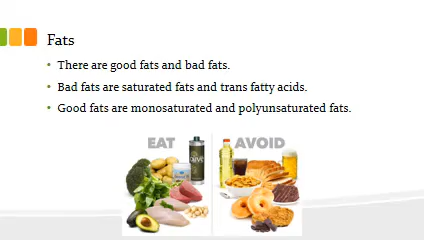 Fats
• There are good fats and bad fats.
• Bad fats are saturated fats and trans fatty acids.
• Good fats are monosaturated and polyunsaturated fats.
EAT AVOID